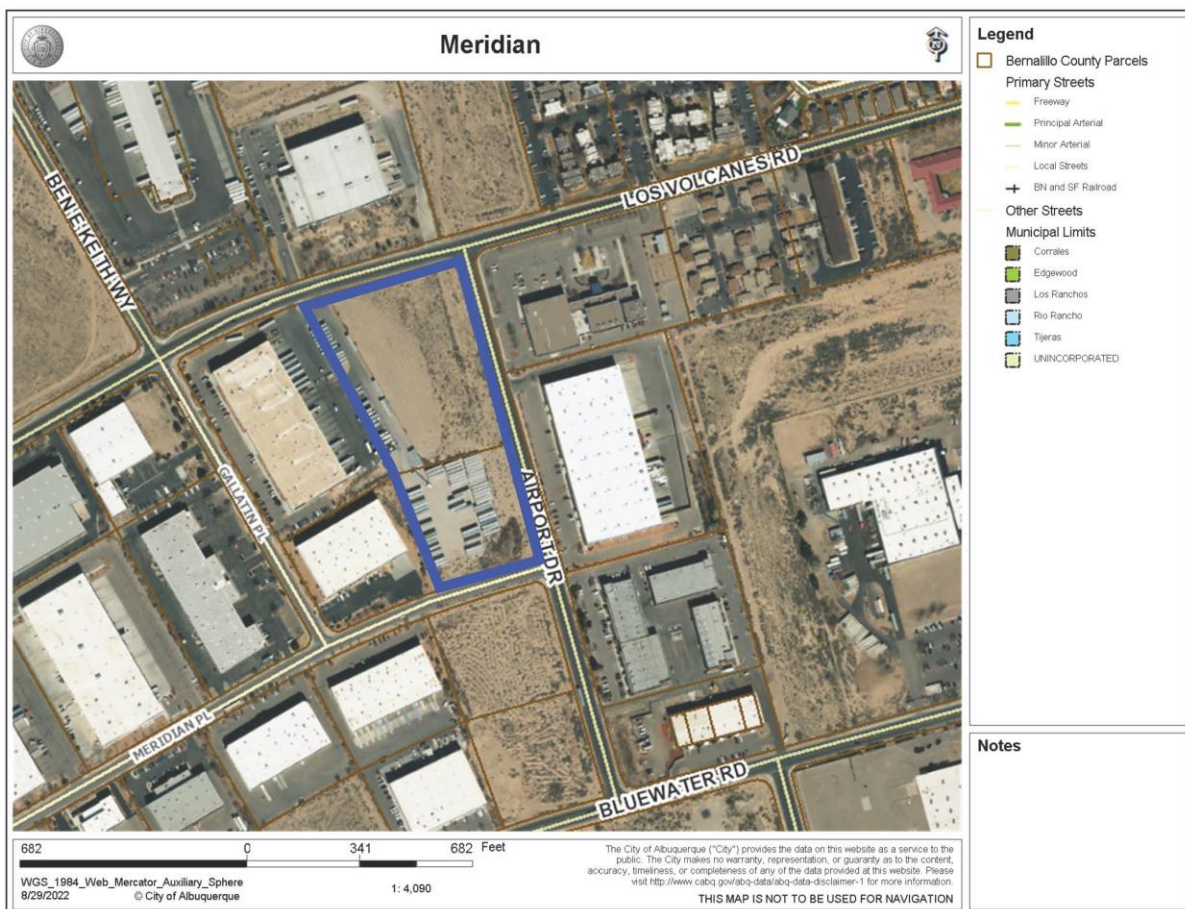 Meridian
BEN E KEITH WY
LOS VOLCANES RD
GALLATIN PL
AIRPORT DR
MERIDIAN PL
BLUEWATER RD
Legend
Bernalillo County Parcels
Primary Streets
Freeway
Principal Arterial
Minor Arterial
Local Streets
BN and SF Railroad
Other Streets
Municipal Limits
Corrales
Edgewood
Los Ranchos
Rio Rancho
Tijeras
UNINCORPORATED
Notes
682 0 341 682 Feet
WGS_1984_Web_Mercator_Auxiliary_Sphere
8/29/2022 © City of Albuquerque
1: 4,090
The City of Albuquerque ("City") provides the data on this website as a service to the
public. The City makes no warranty, representation, or guaranty as to the content,
accuracy, timeliness, or completeness of any of the data provided at this website. Please
visit http://www.cabq.gov/abq-data/abq-data-disclaimer-1 for more information.
THIS MAP IS NOT TO BE USED FOR NAVIGATION